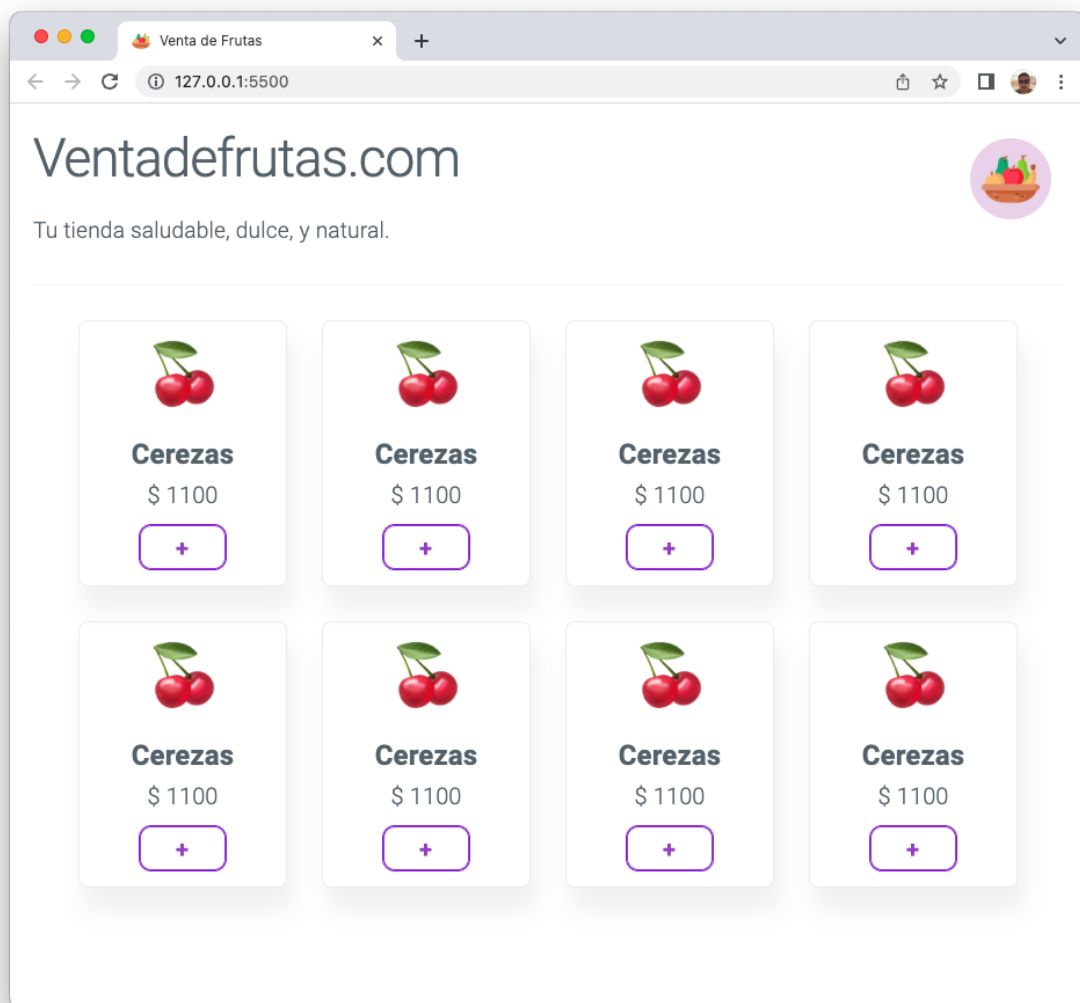 Venta de Frutas
127.0.0.1:5500
Ventadefrutas.com
Tu tienda saludable, dulce, y natural.
Cerezas Cerezas Cerezas Cerezas
$ 1100 $ 1100 $ 1100 $ 1100
+ + + +
Cerezas Cerezas Cerezas Cerezas
$ 1100 $ 1100 $ 1100 $ 1100
+ + + +